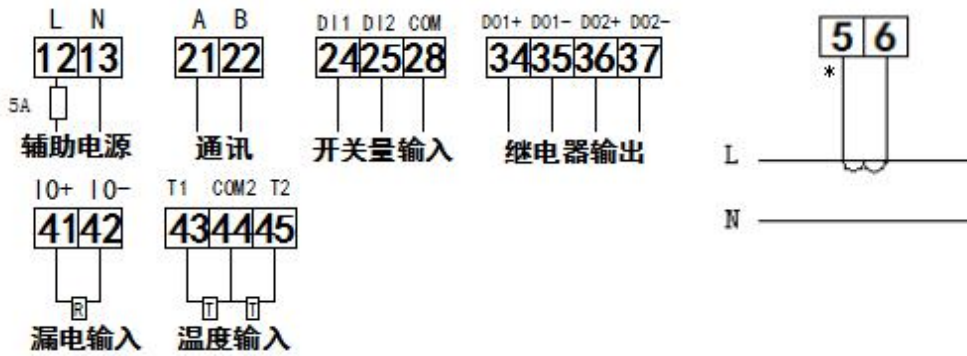 L N
12 13
5A
辅助电源
A B
21 22
通讯
DI1 DI2 COM
24 25 28
开关量输入
DO1+ DO1- DO2+ DO2-
34 35 36 37
继电器输出
IO+ IO-
41 42
R
漏电输入
T1 COM2 T2
43 44 45
T T
温度输入
5 6
*
L
N